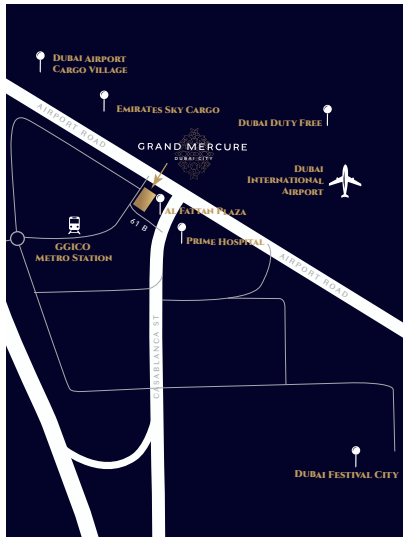 DUBAI AIRPORT
CARGO VILLAGE
EMIRATES SKY CARGO
DUBAI DUTY FREE
AIRPORT ROAD
GRAND MERCURE
DUBAI CITY
DUBAI
INTERNATIONAL
AIRPORT
AL FATTAN PLAZA
61 B
PRIME HOSPITAL
GGICO
METRO STATION
AIRPORT ROAD
CASABLANCA ST
DUBAI FESTIVAL CITY